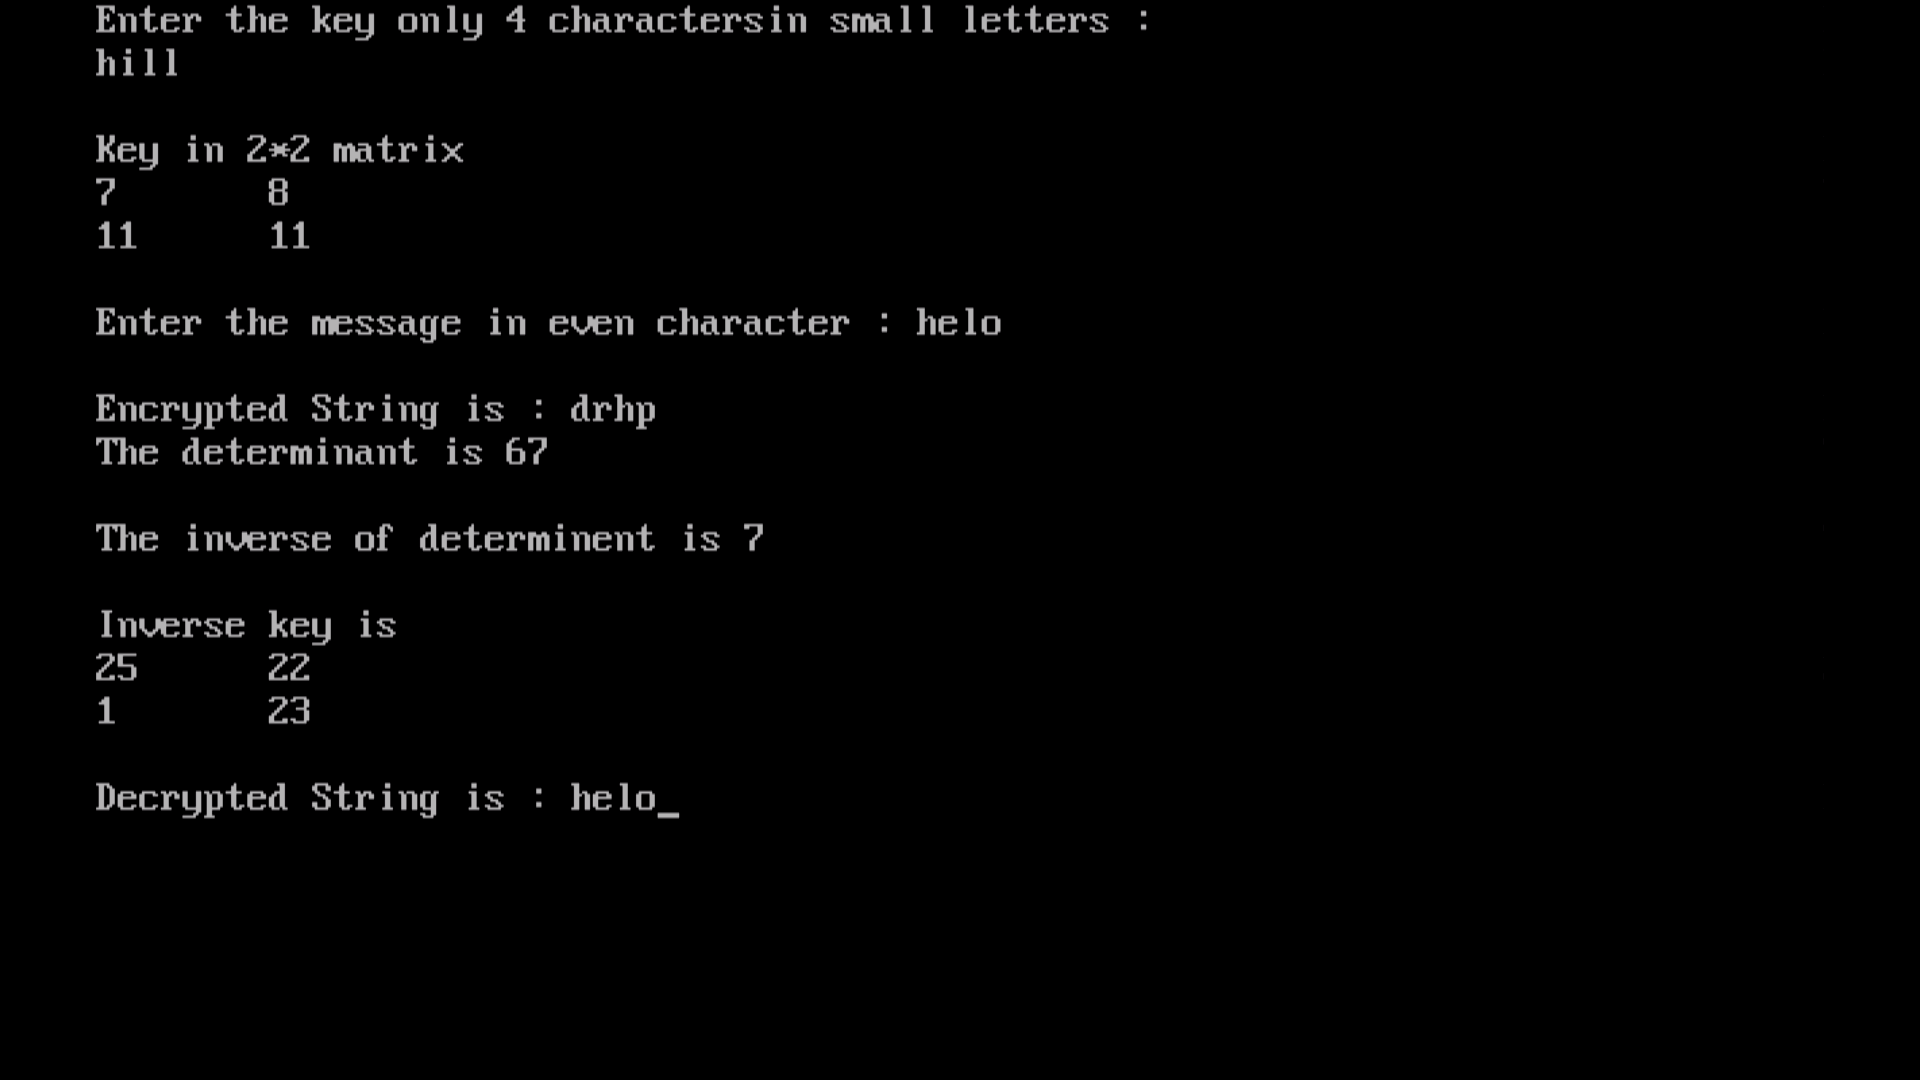 Enter the key only 4 charactersin small letters :
hill
Key in 2*2 matrix
7 8
11 11
Enter the message in even character : helo
Encrypted String is : drhp
The determinant is 67
The inverse of determinent is 7
Inverse key is
25 22
1 23
Decrypted String is : helo_